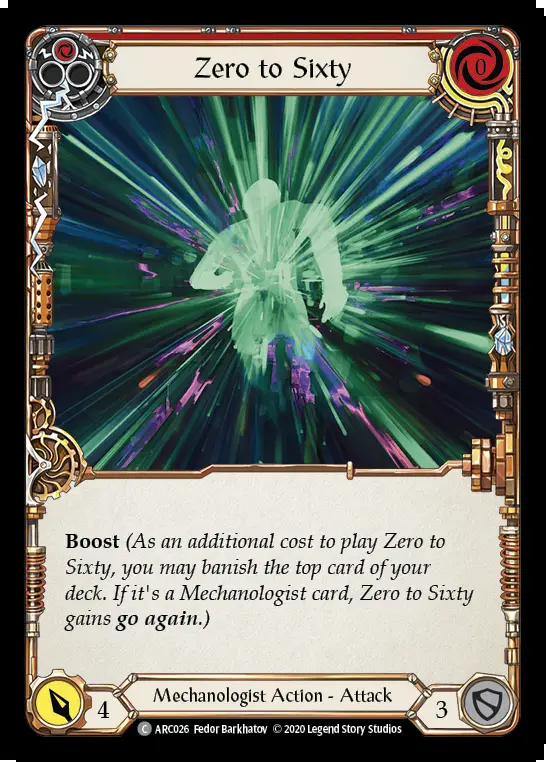 Zero to Sixty
0
Boost (As an additional cost to play Zero to
Sixty, you may banish the top card of your
deck. If it's a Mechanologist card, Zero to Sixty
gains go again.)
4
Mechanologist Action - Attack
3
C ARC026 Fedor Barkhatov © 2020 Legend Story Studios